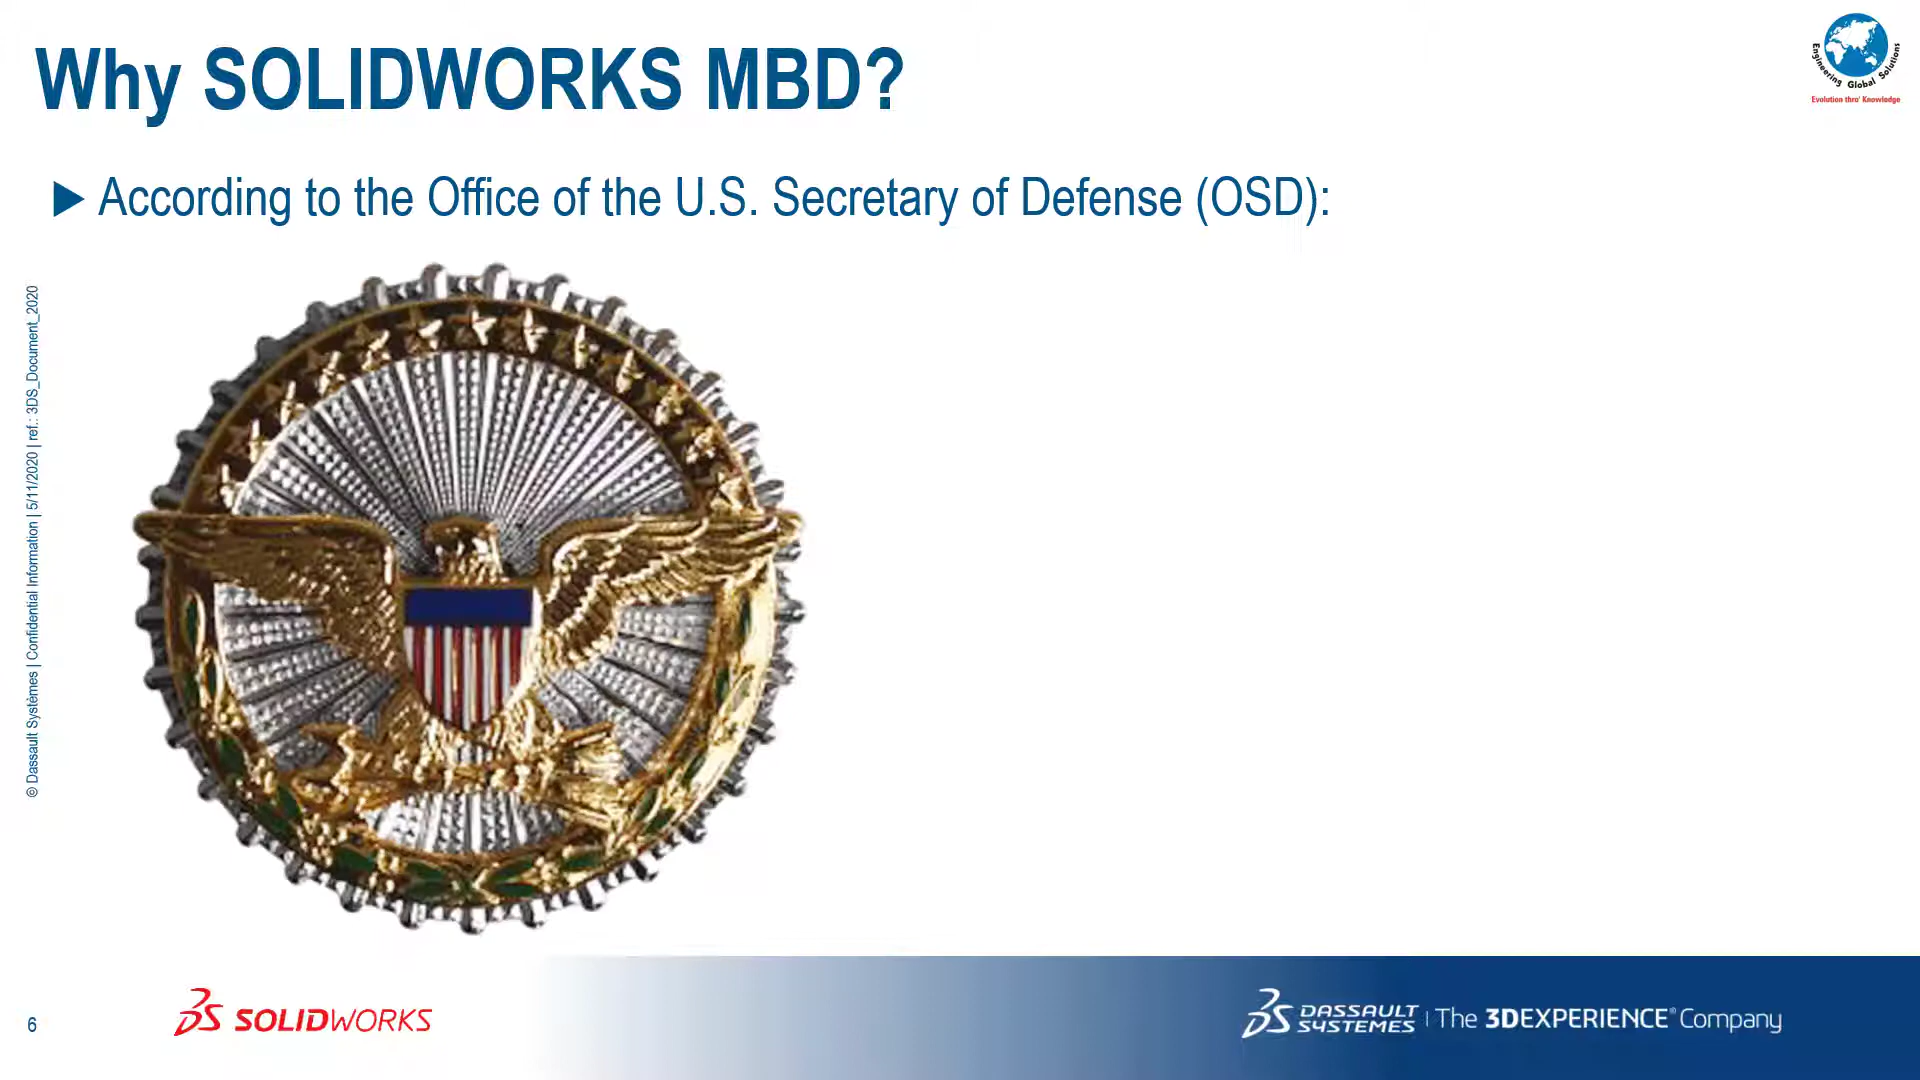 Why SOLIDWORKS MBD?
Engineering Global Solutions
Evolution thro' Knowledge
▶ According to the Office of the U.S. Secretary of Defense (OSD):
© Dassault Systèmes | Confidential Information | 5/11/2020 | ref.: 3DS_Document_2020
6
SOLIDWORKS
DASSAULT SYSTEMES | The 3DEXPERIENCE® Company